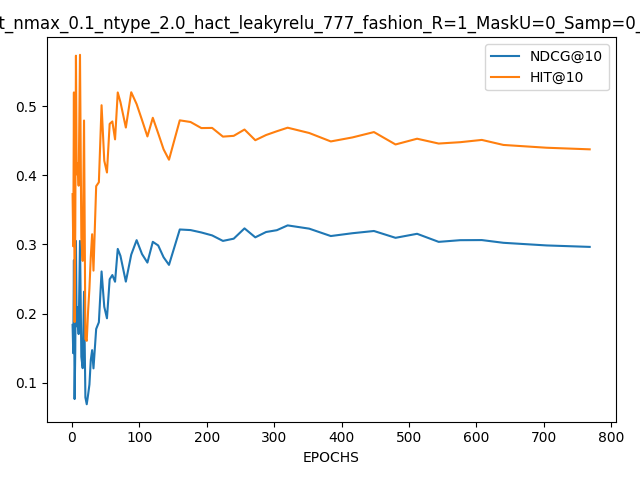 t_nmax_0.1_ntype_2.0_hact_leakyrelu_777_fashion_R=1_MaskU=0_Samp=0_
NDCG@10
HIT@10
0.5
0.4
0.3
0.2
0.1
0 100 200 300 400 500 600 700 800
EPOCHS